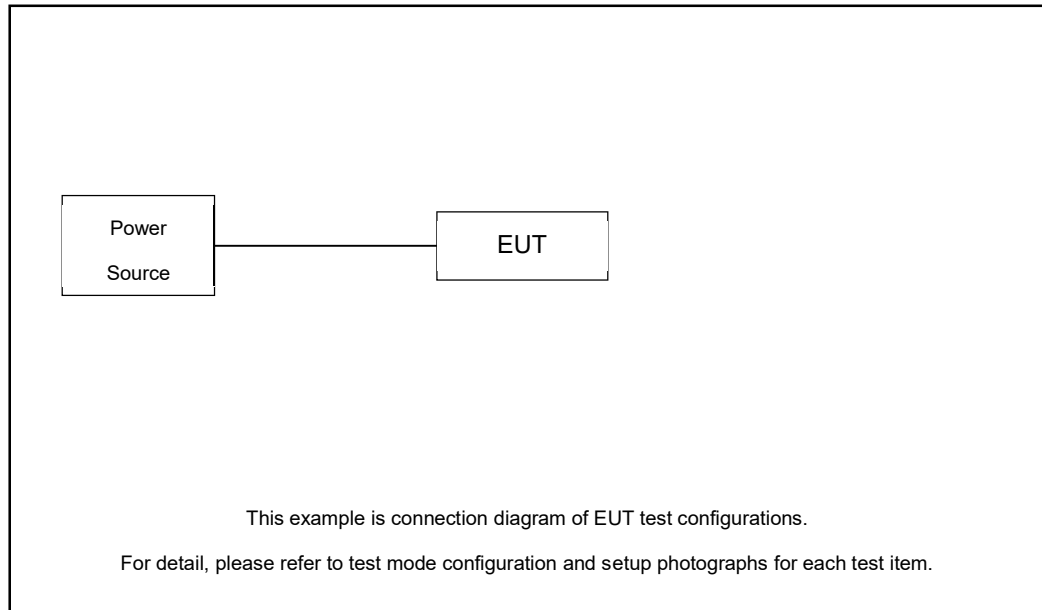 Power
Source
EUT
This example is connection diagram of EUT test configurations.
For detail, please refer to test mode configuration and setup photographs for each test item.